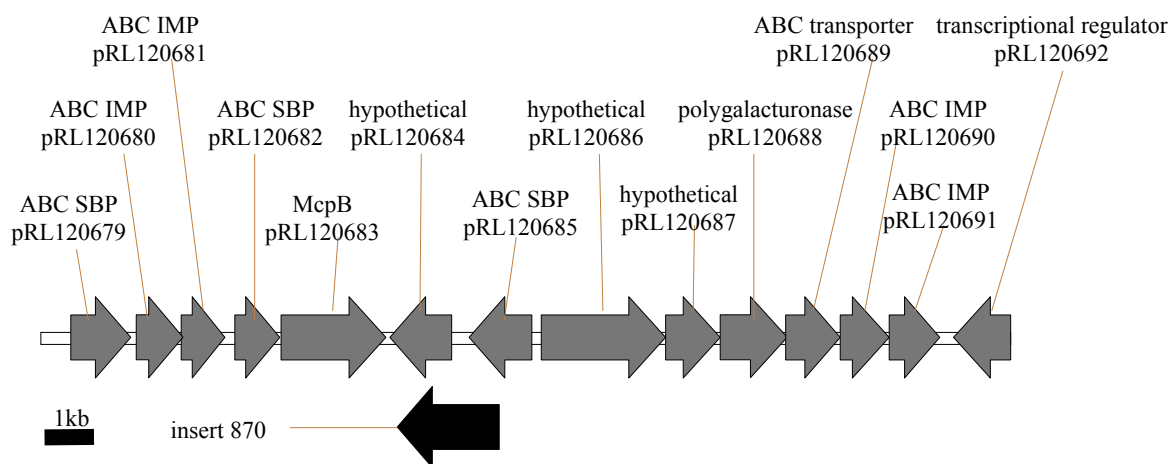 ABC IMP
pRL120681
ABC transporter
pRL120689
transcriptional regulator
pRL120692
ABC IMP
pRL120680
ABC SBP
pRL120682
hypothetical
pRL120684
hypothetical
pRL120686
polygalacturonase
pRL120688
ABC IMP
pRL120690
ABC SBP
pRL120679
McpB
pRL120683
ABC SBP
pRL120685
hypothetical
pRL120687
ABC IMP
pRL120691
1kb
insert 870